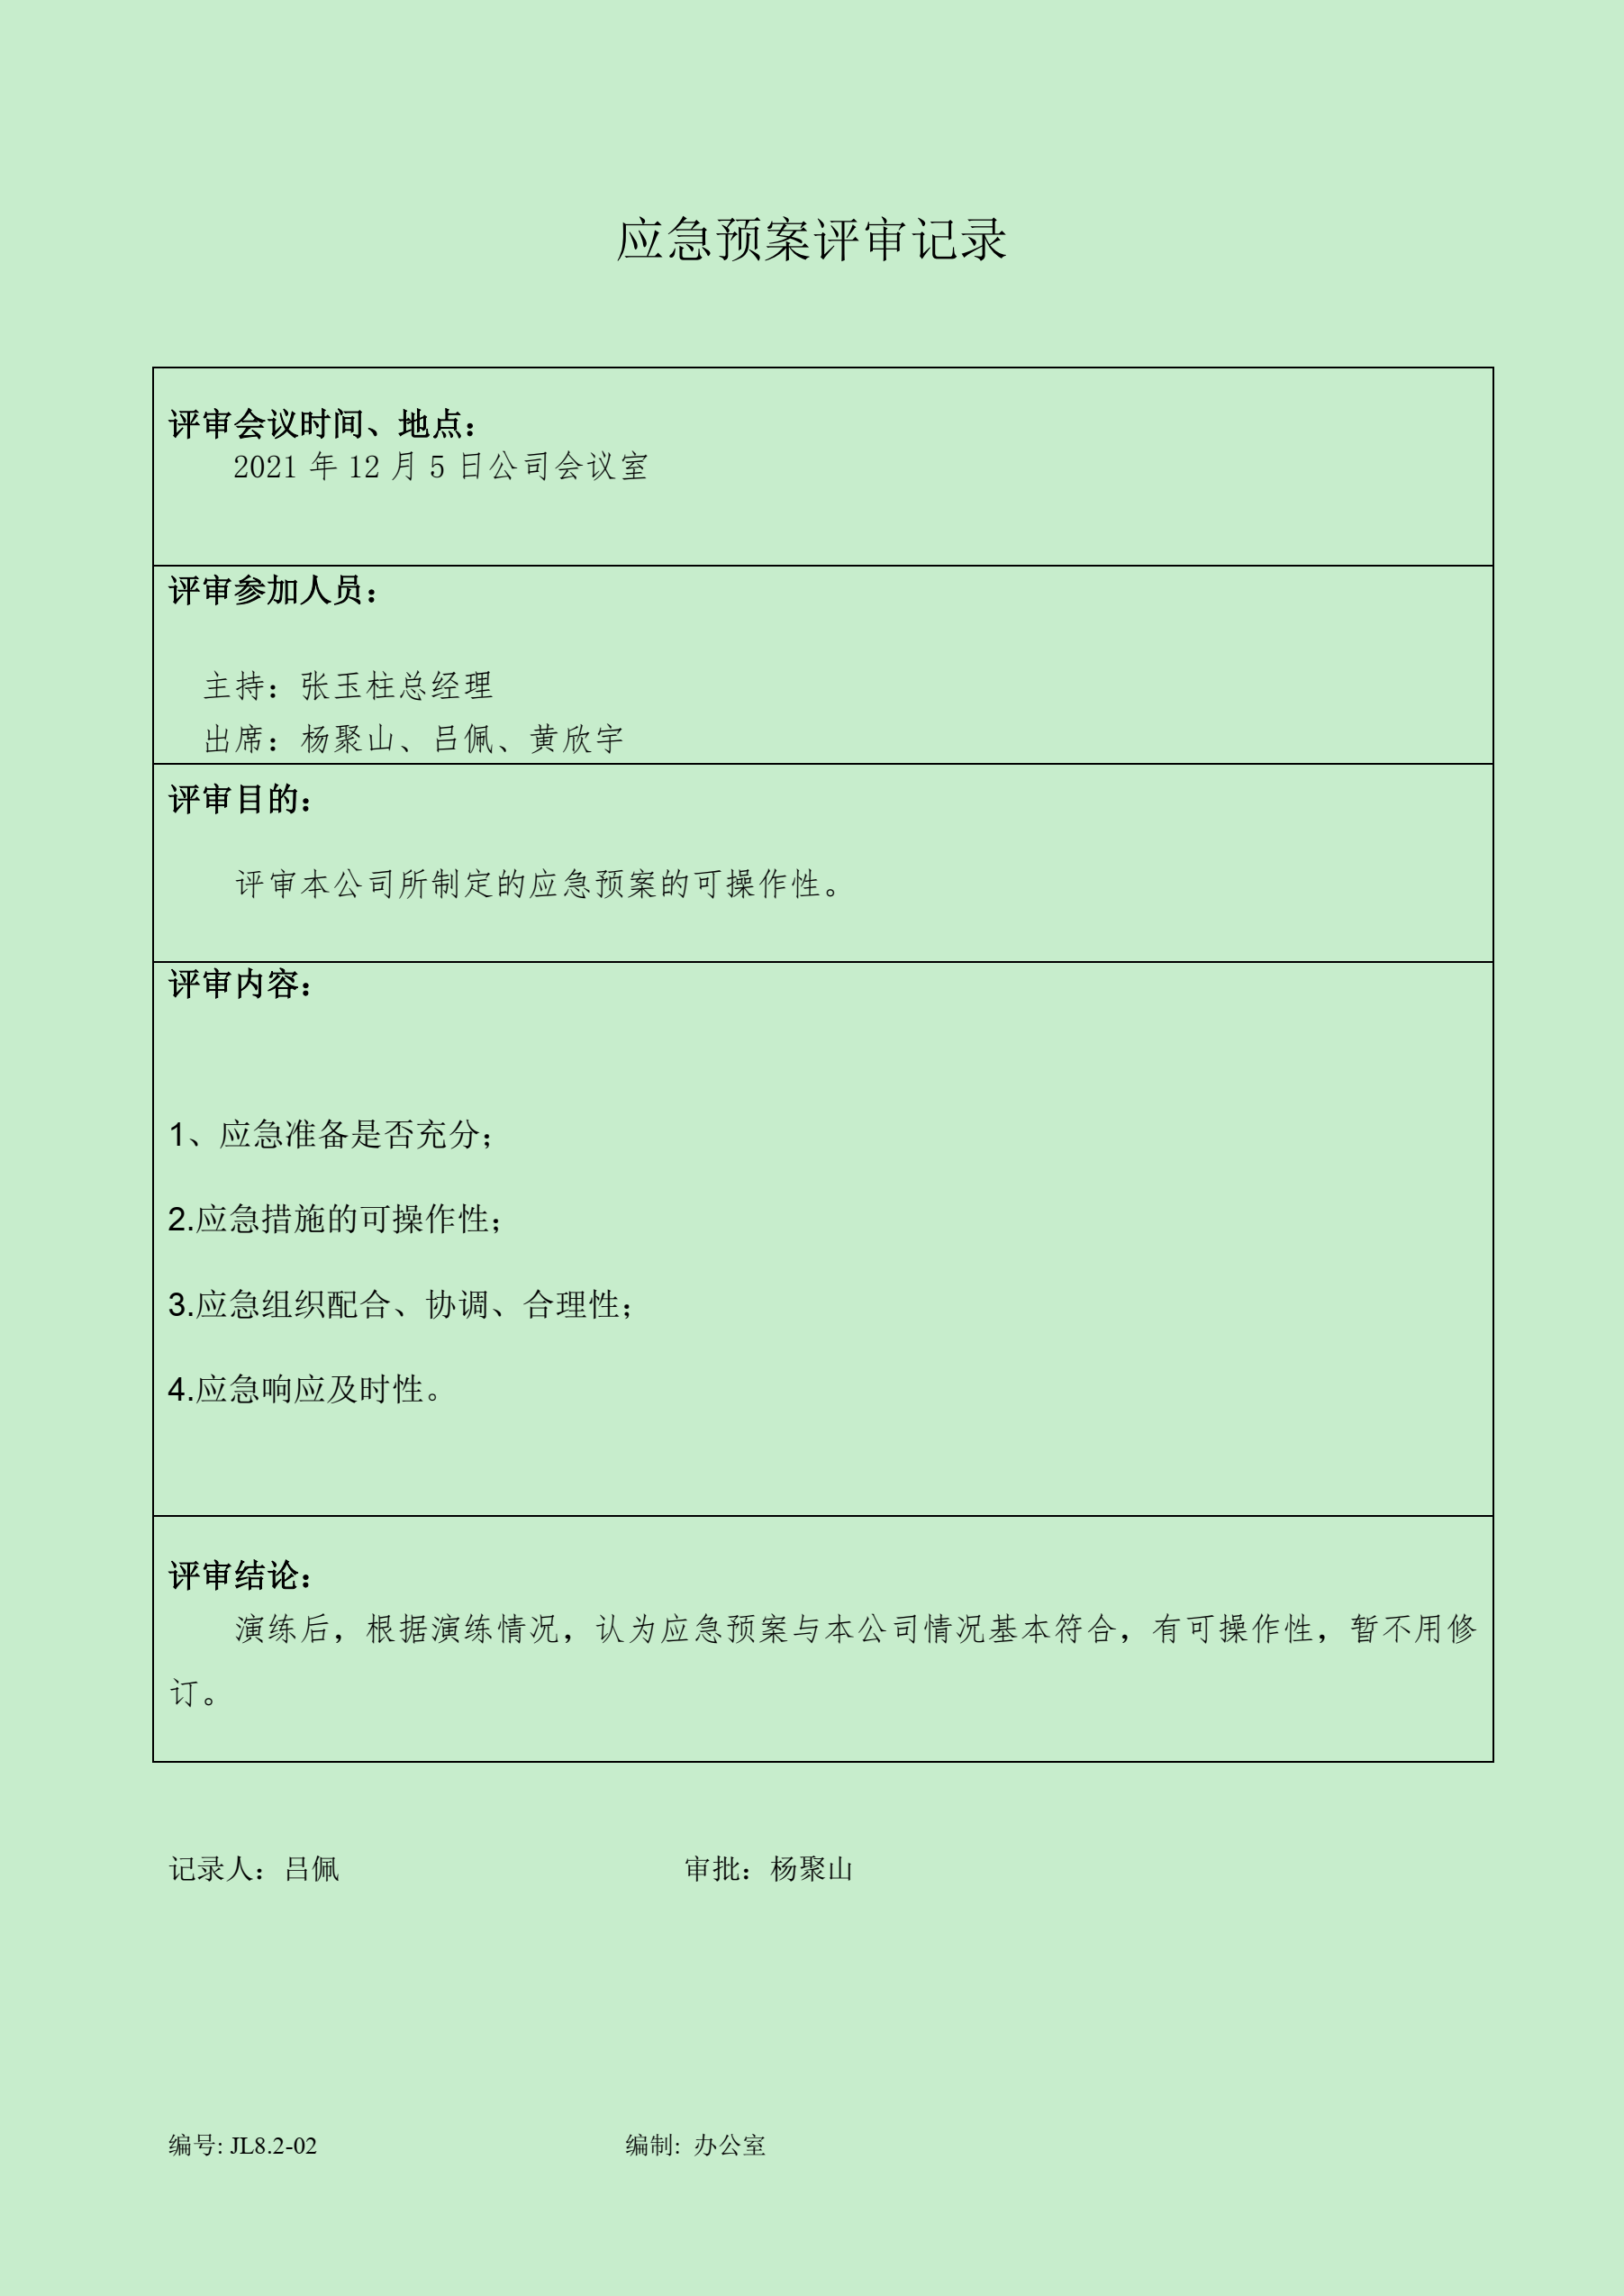 应急预案评审记录
评审会议时间、地点：
2021 年 12 月 5 日公司会议室
评审参加人员：
主持：张玉柱总经理
出席：杨聚山、吕佩、黄欣宇
评审目的：
评审本公司所制定的应急预案的可操作性。
评审内容：
1、应急准备是否充分；
2.应急措施的可操作性；
3.应急组织配合、协调、合理性；
4.应急响应及时性。
评审结论：
演练后，根据演练情况，认为应急预案与本公司情况基本符合，有可操作性，暂不用修
订。
记录人：吕佩 审批：杨聚山
编号: JL8.2-02 编制: 办公室